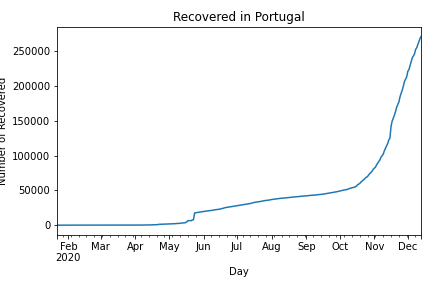 Recovered in Portugal
Number of Recovered
250000
200000
150000
100000
50000
0
Feb Mar Apr May Jun Jul Aug Sep Oct Nov Dec
2020
Day